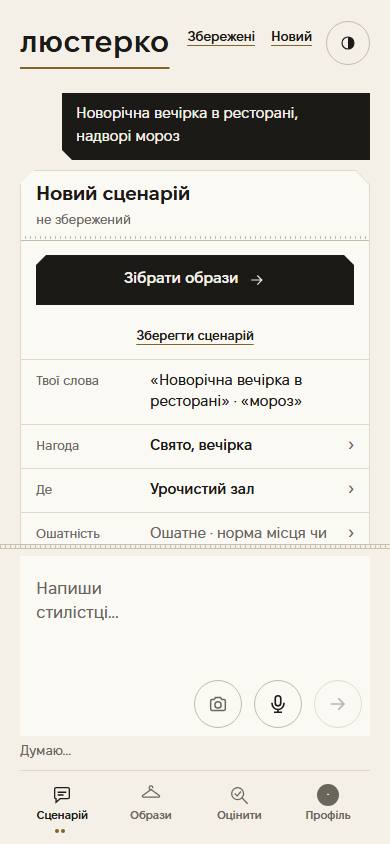 люстерко
Збережені
Новий
Новорічна вечірка в ресторані,
надворі мороз
Новий сценарій
не збережений
Зібрати образи →
Зберегти сценарій
Твої слова
«Новорічна вечірка в
ресторані» · «мороз»
Нагода
Свято, вечірка
Де
Урочистий зал
Ошатність
Ошатне · норма місця чи
Напиши
стилістці...
Думаю...
Сценарій
Образи
Оцінити
Профіль